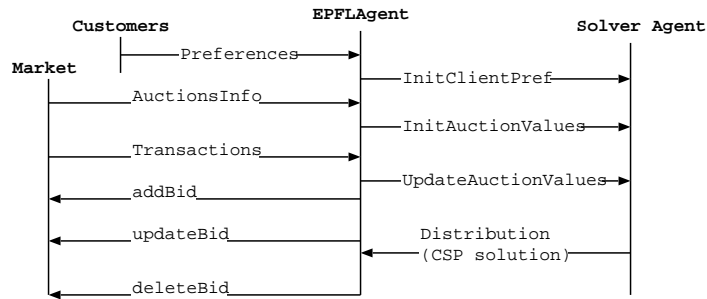 EPFLAgent
Customers
Solver Agent
Preferences
Market
InitClientPref
AuctionsInfo
InitAuctionValues
Transactions
UpdateAuctionValues
addBid
updateBid
Distribution
(CSP solution)
deleteBid